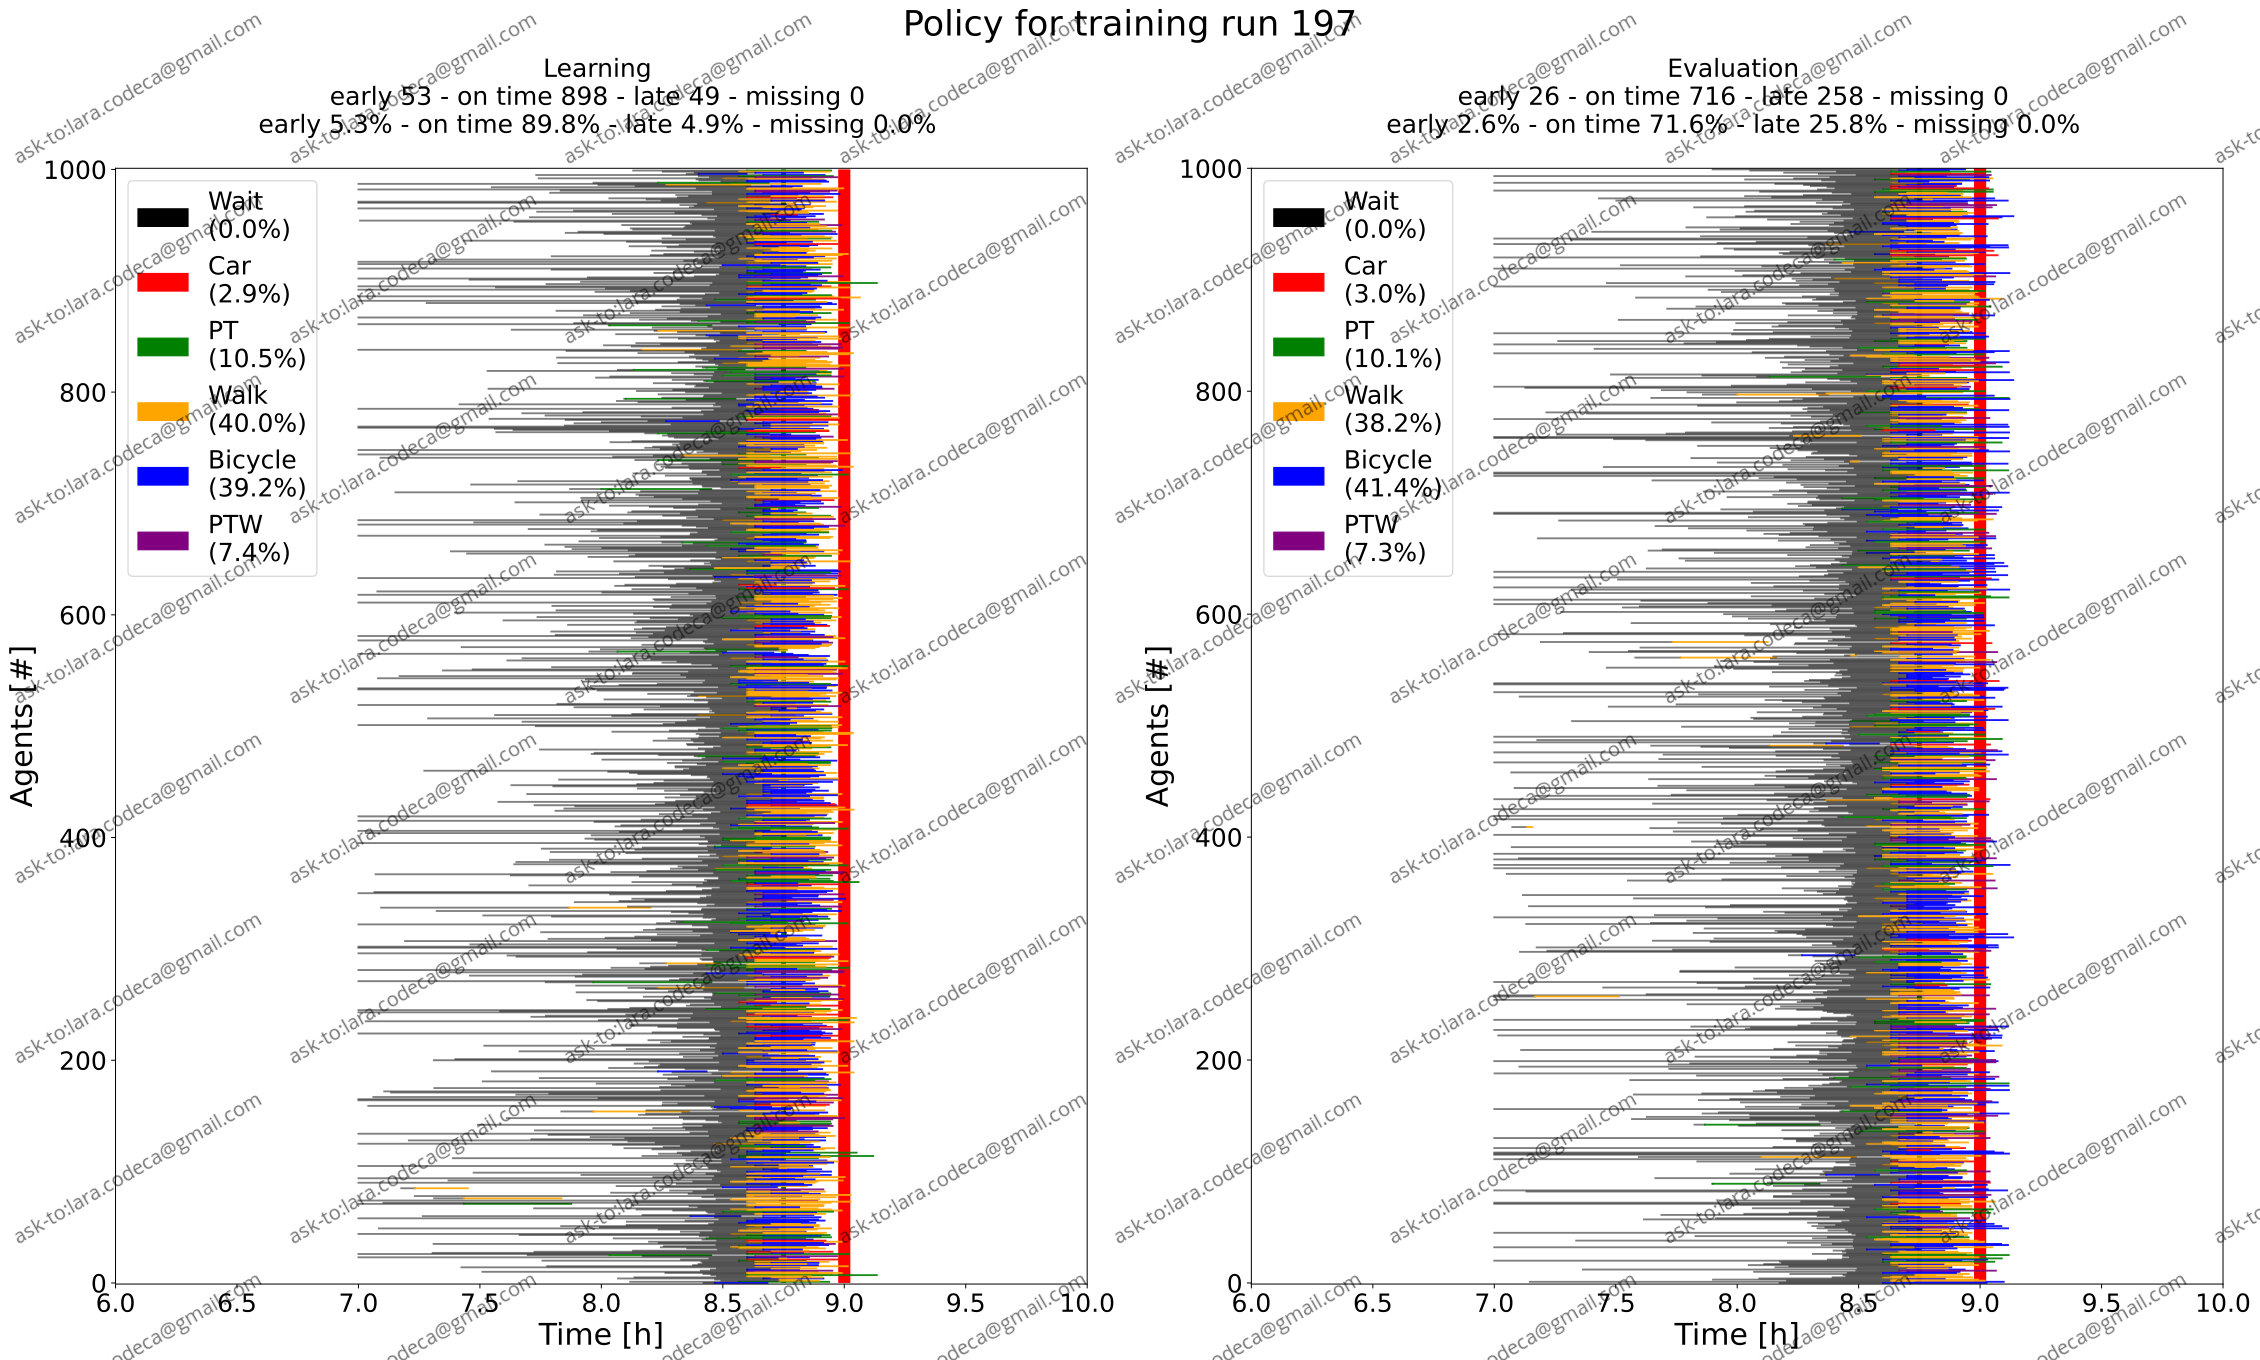 Policy for training run 197
Learning
early 53 - on time 898 - late 49 - missing 0
early 5.3% - on time 89.8% - late 4.9% - missing 0.0%
Evaluation
early 26 - on time 716 - late 258 - missing 0
early 2.6% - on time 71.6% - late 25.8% - missing 0.0%
Agents [#]
1000
800
600
400
200
0
Wait
(0.0%)
Car
(2.9%)
PT
(10.5%)
Walk
(40.0%)
Bicycle
(39.2%)
PTW
(7.4%)
6.0 6.5 7.0 7.5 8.0 8.5 9.0 9.5 10.0
Time [h]
Agents [#]
1000
800
600
400
200
0
Wait
(0.0%)
Car
(3.0%)
PT
(10.1%)
Walk
(38.2%)
Bicycle
(41.4%)
PTW
(7.3%)
6.0 6.5 7.0 7.5 8.0 8.5 9.0 9.5 10.0
Time [h]
ask-to:lara.codeca@gmail.com